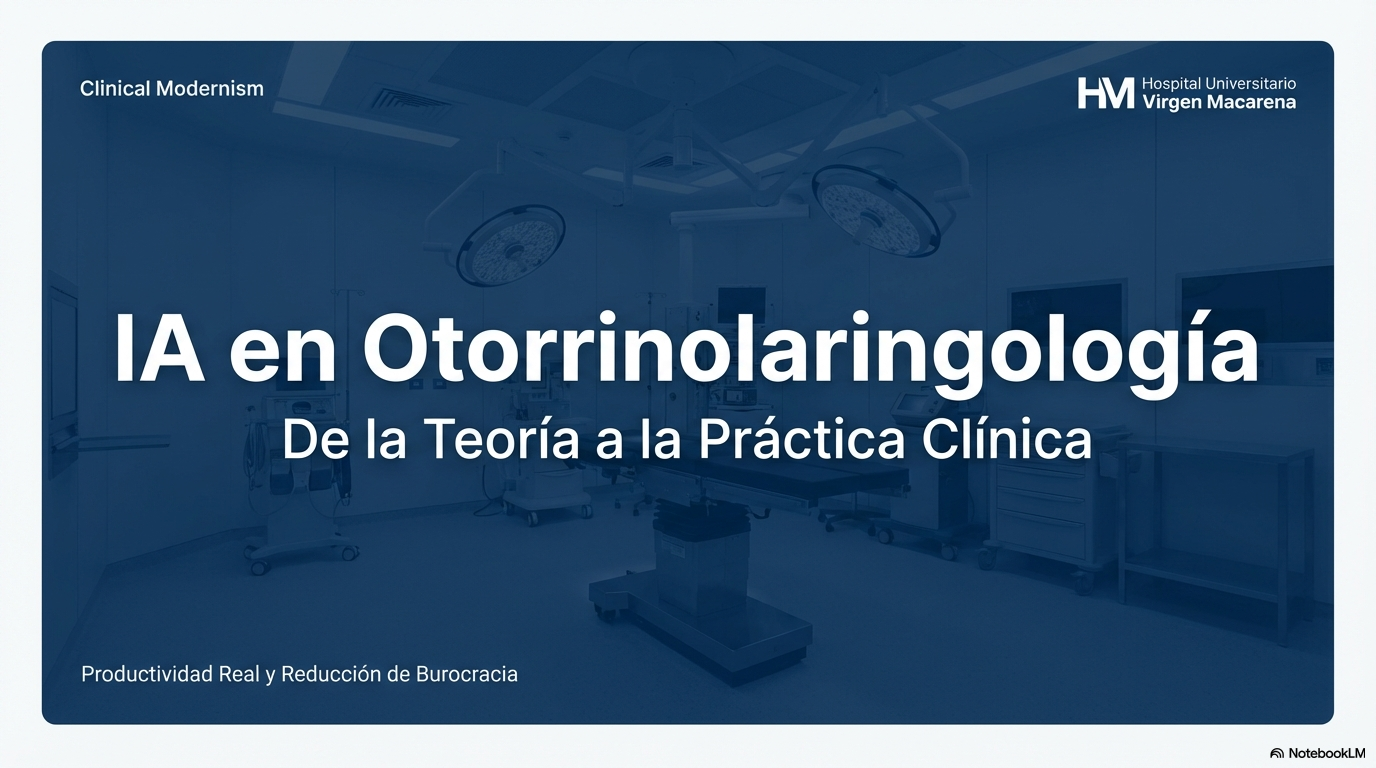 Clinical Modernism
HM Hospital Universitario
Virgen Macarena
IA en Otorrinolaringología
De la Teoría a la Práctica Clínica
Productividad Real y Reducción de Burocracia
NotebookLM